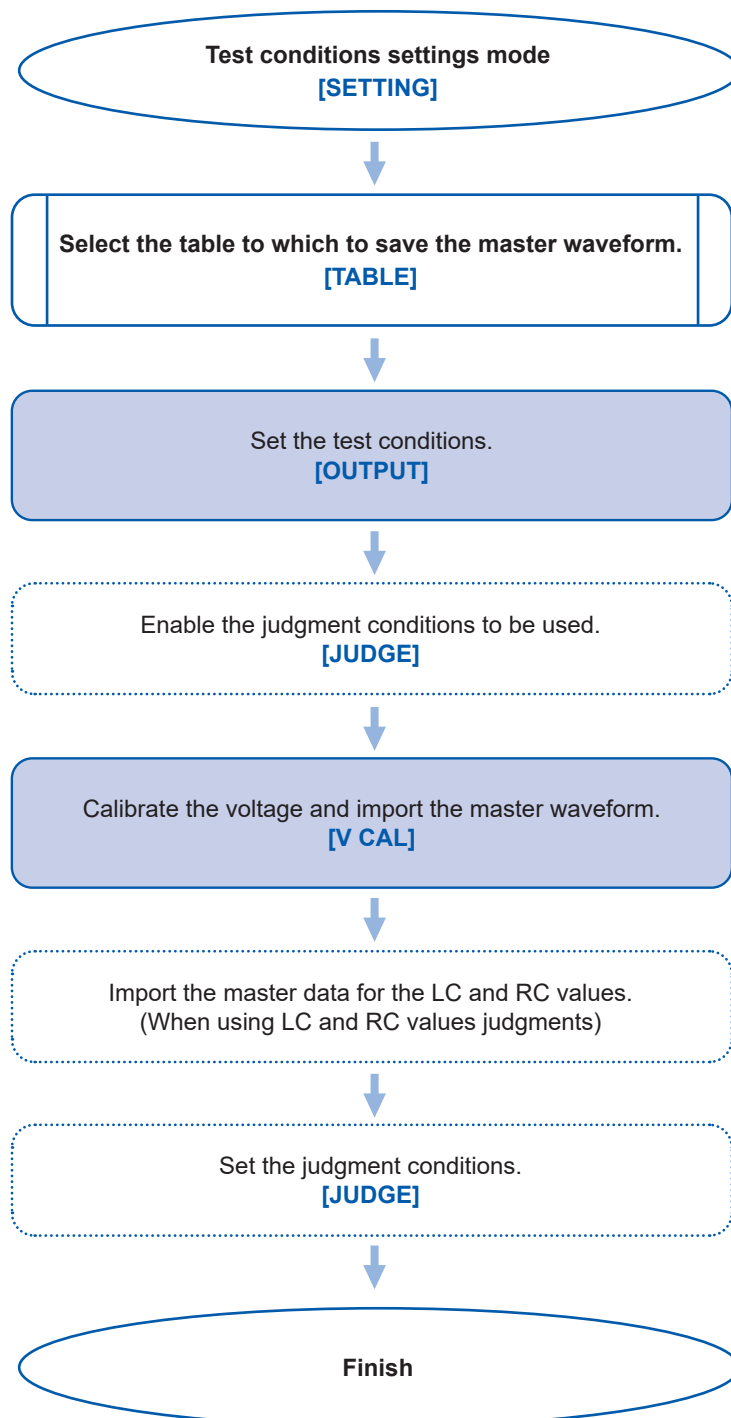 Test conditions settings mode
[SETTING]
Select the table to which to save the master waveform.
[TABLE]
Set the test conditions.
[OUTPUT]
Enable the judgment conditions to be used.
[JUDGE]
Calibrate the voltage and import the master waveform.
[V CAL]
Import the master data for the LC and RC values.
(When using LC and RC values judgments)
Set the judgment conditions.
[JUDGE]
Finish